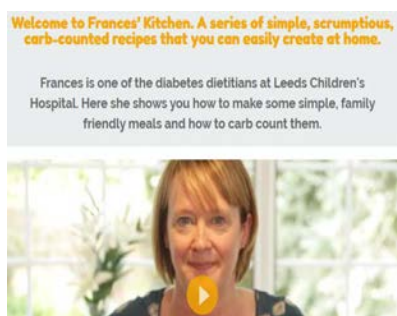 Welcome to Frances' Kitchen. A series of simple, scrumptious,
carb-counted recipes that you can easily create at home.
Frances is one of the diabetes dietitians at Leeds Children's
Hospital. Here she shows you how to make some simple, family
friendly meals and how to carb count them.